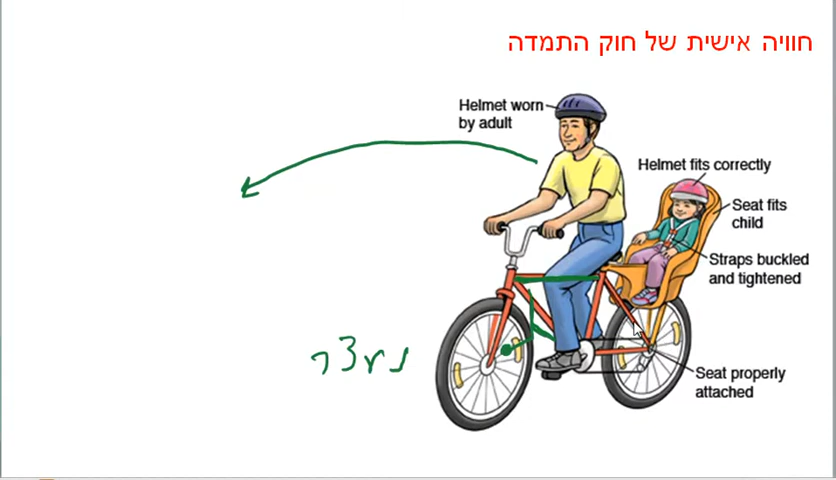 חוויה אישית של חוק התמדה
Helmet worn
by adult
Helmet fits correctly
Seat fits
child
Straps buckled
and tightened
נעצר
Seat properly
attached